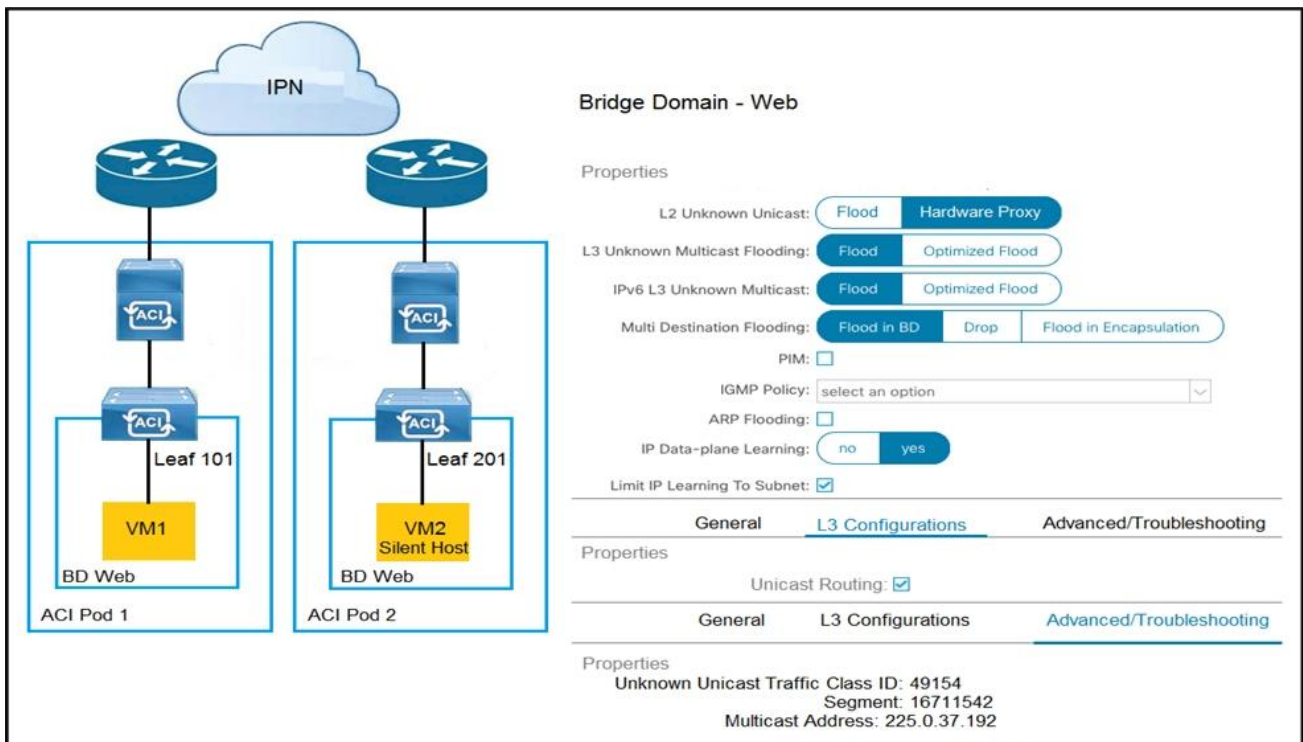 IPN
ACI
ACI
Leaf 101
VM1
BD Web
ACI Pod 1
ACI
ACI
Leaf 201
VM2
Silent Host
BD Web
ACI Pod 2
Bridge Domain - Web
Properties
L2 Unknown Unicast: Flood Hardware Proxy
L3 Unknown Multicast Flooding: Flood Optimized Flood
IPv6 L3 Unknown Multicast: Flood Optimized Flood
Multi Destination Flooding: Flood in BD Drop Flood in Encapsulation
PIM:
IGMP Policy: select an option
ARP Flooding:
IP Data-plane Learning: no yes
Limit IP Learning To Subnet:
General L3 Configurations Advanced/Troubleshooting
Properties
Unicast Routing:
General L3 Configurations Advanced/Troubleshooting
Properties
Unknown Unicast Traffic Class ID: 49154
Segment: 16711542
Multicast Address: 225.0.37.192